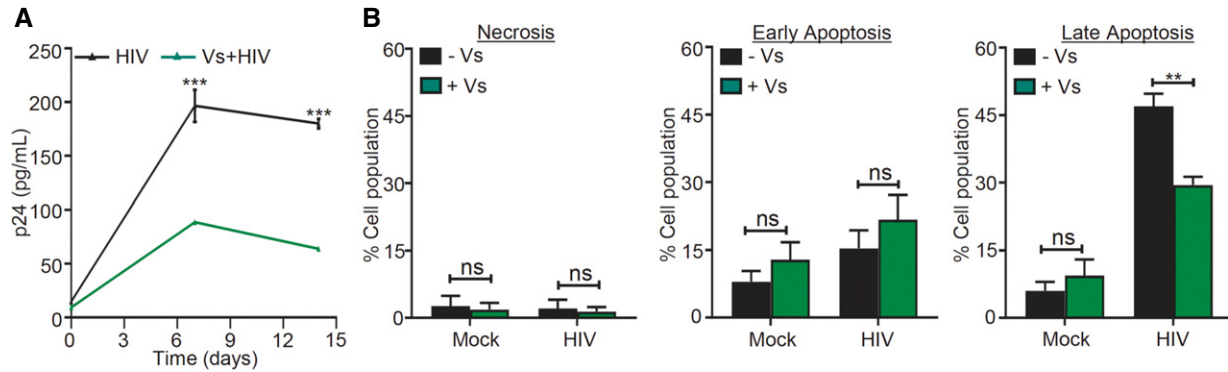 A
HIV Vs+HIV
p24 (pg/mL)
250
200
150
100
50
0
***
***
0 3 6 9 12 15
Time (days)
B
Necrosis
- Vs
+ Vs
% Cell population
60
45
30
15
0
ns
ns
Mock HIV
Early Apoptosis
- Vs
+ Vs
% Cell population
60
45
30
15
0
ns
ns
Mock HIV
Late Apoptosis
- Vs
+ Vs
% Cell population
60
45
30
15
0
ns
**
Mock HIV